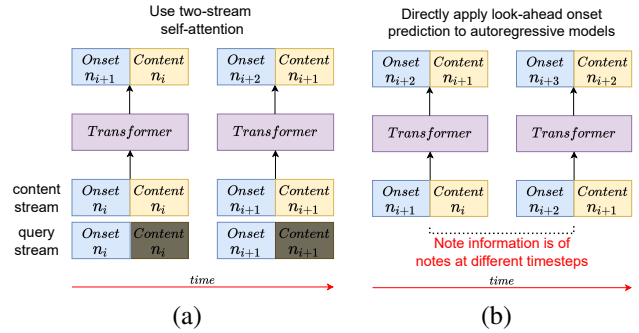 Use two-stream
self-attention
Onset Content Onset Content
n_{i+1} n_i n_{i+2} n_{i+1}
Transformer Transformer
content
stream
Onset Content Onset Content
n_i n_i n_{i+1} n_{i+1}
query
stream
Onset Content Onset Content
n_i n_i n_{i+1} n_{i+1}
time
(a)
Directly apply look-ahead onset
prediction to autoregressive models
Onset Content Onset Content
n_{i+2} n_{i+1} n_{i+3} n_{i+2}
Transformer Transformer
Onset Content Onset Content
n_{i+1} n_i n_{i+2} n_{i+1}
Note information is of
notes at different timesteps
time
(b)